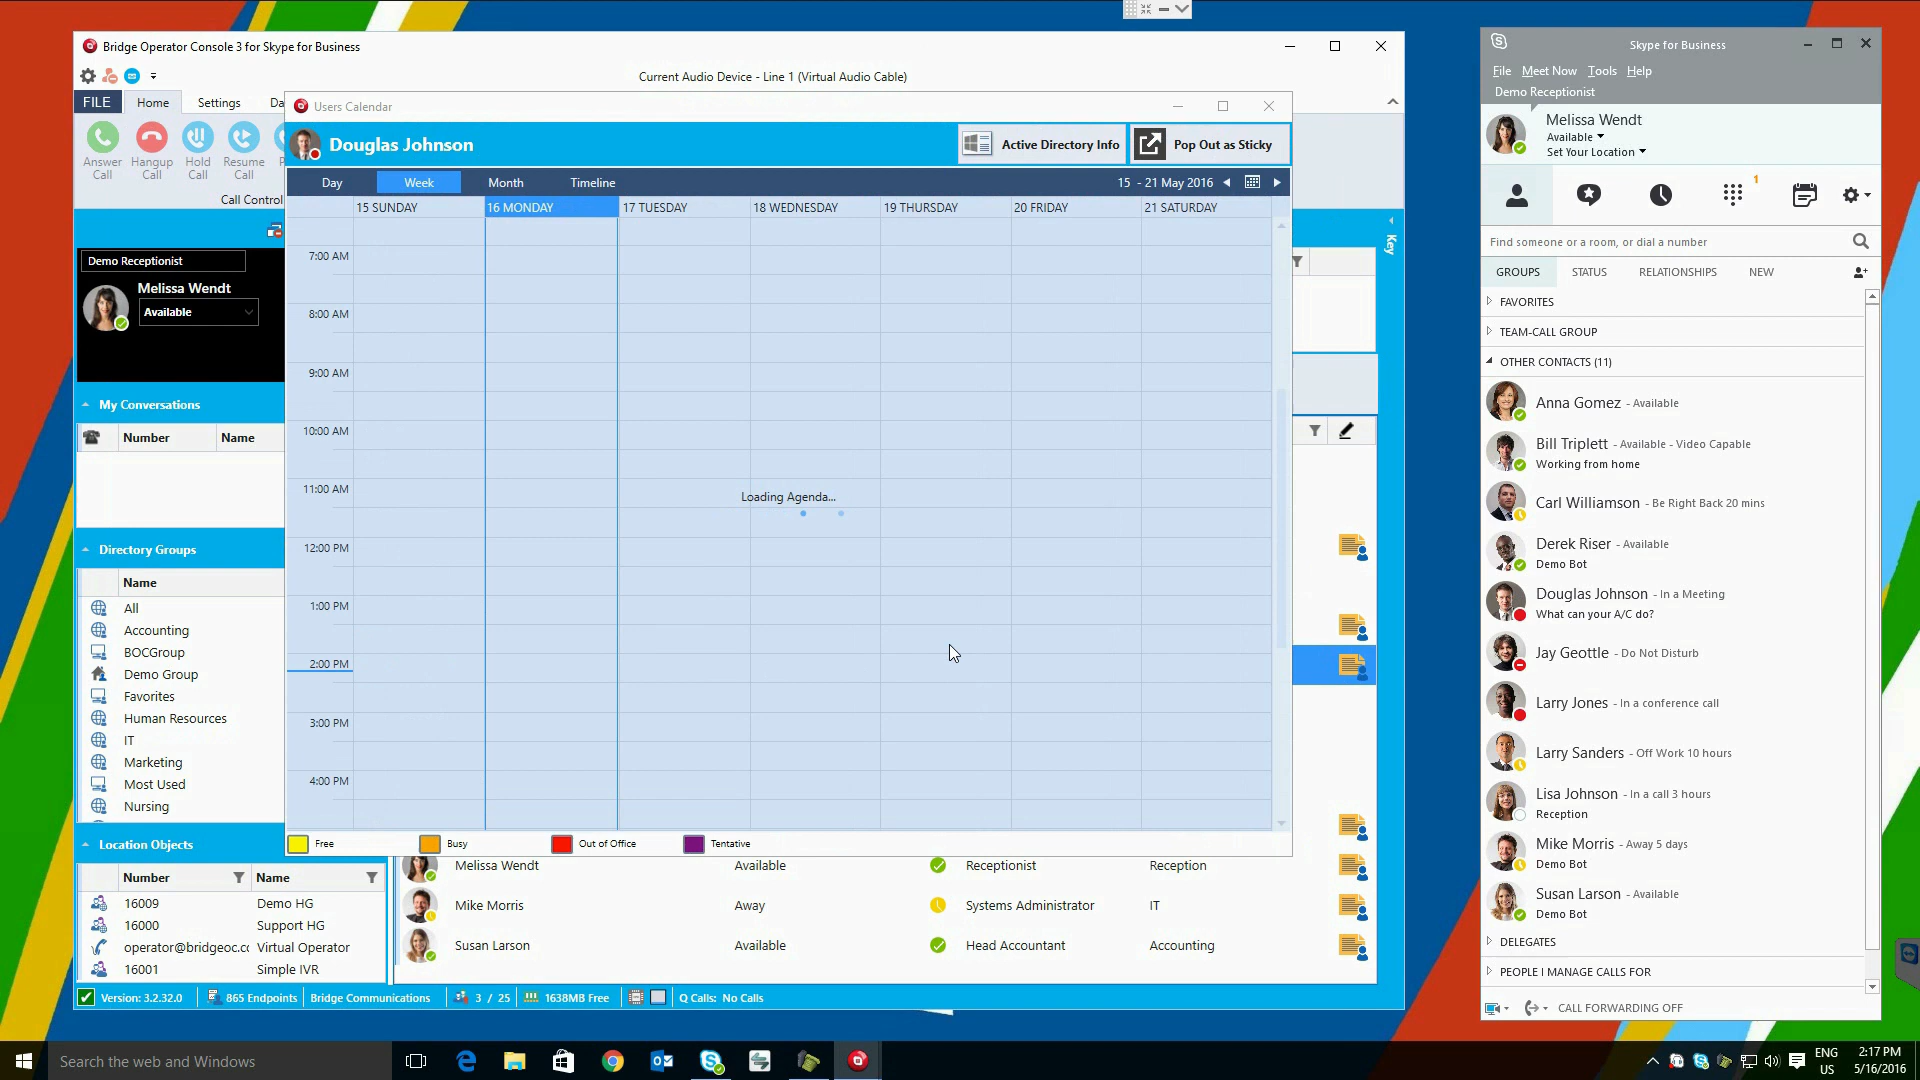 Bridge Operator Console 3 for Skype for Business
Current Audio Device - Line 1 (Virtual Audio Cable)
FILE
Home
Settings
Da
Answer Call
Hangup Call
Hold Call
Resume Call
Call Control
Users Calendar
Douglas Johnson
Active Directory Info
Pop Out as Sticky
Day
Week
Month
Timeline
15 - 21 May 2016
15 SUNDAY
16 MONDAY
17 TUESDAY
18 WEDNESDAY
19 THURSDAY
20 FRIDAY
21 SATURDAY
7:00 AM
8:00 AM
9:00 AM
10:00 AM
11:00 AM
12:00 PM
1:00 PM
2:00 PM
3:00 PM
4:00 PM
Loading Agenda...
Free
Busy
Out of Office
Tentative
Key
Demo Receptionist
Melissa Wendt
Available
My Conversations
Number
Name
Directory Groups
Name
All
Accounting
BOCGroup
Demo Group
Favorites
Human Resources
IT
Marketing
Most Used
Nursing
Location Objects
Number
Name
16009
Demo HG
16000
Support HG
operator@bridgeoc.cc
Virtual Operator
16001
Simple IVR
Melissa Wendt
Available
Receptionist
Reception
Mike Morris
Away
Systems Administrator
IT
Susan Larson
Available
Head Accountant
Accounting
Version: 3.2.32.0
865 Endpoints
Bridge Communications
3 / 25
1638MB Free
Q Calls: No Calls
Skype for Business
File
Meet Now
Tools
Help
Demo Receptionist
Melissa Wendt
Available
Set Your Location
1
Find someone or a room, or dial a number
GROUPS
STATUS
RELATIONSHIPS
NEW
FAVORITES
TEAM-CALL GROUP
OTHER CONTACTS (11)
Anna Gomez - Available
Bill Triplett - Available - Video Capable
Working from home
Carl Williamson - Be Right Back 20 mins
Derek Riser - Available
Demo Bot
Douglas Johnson - In a Meeting
What can your A/C do?
Jay Geottle - Do Not Disturb
Larry Jones - In a conference call
Larry Sanders - Off Work 10 hours
Lisa Johnson - In a call 3 hours
Reception
Mike Morris - Away 5 days
Demo Bot
Susan Larson - Available
Demo Bot
DELEGATES
PEOPLE I MANAGE CALLS FOR
CALL FORWARDING OFF
Search the web and Windows
ENG
US
2:17 PM
5/16/2016